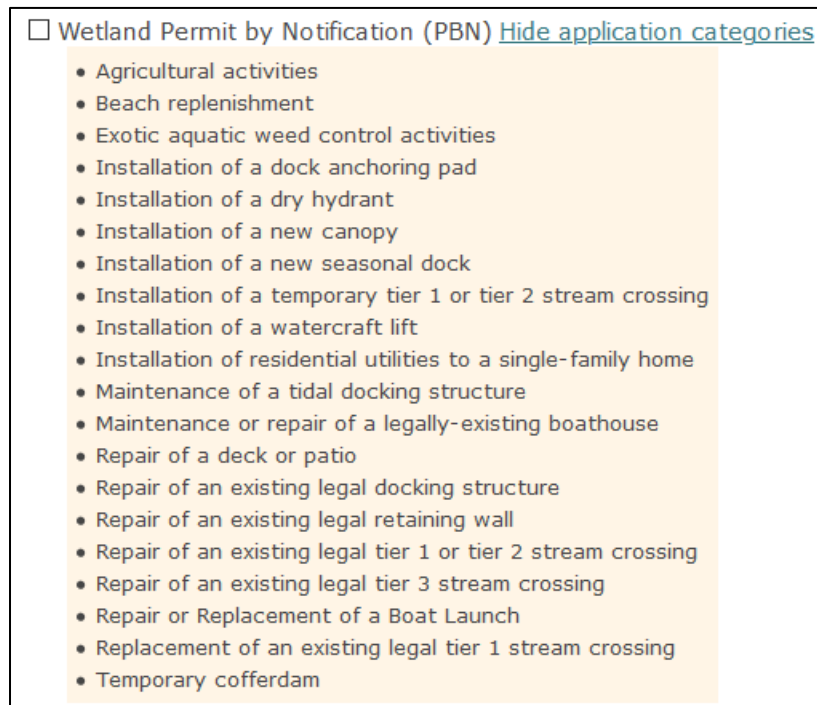 ☐ Wetland Permit by Notification (PBN) Hide application categories
• Agricultural activities
• Beach replenishment
• Exotic aquatic weed control activities
• Installation of a dock anchoring pad
• Installation of a dry hydrant
• Installation of a new canopy
• Installation of a new seasonal dock
• Installation of a temporary tier 1 or tier 2 stream crossing
• Installation of a watercraft lift
• Installation of residential utilities to a single-family home
• Maintenance of a tidal docking structure
• Maintenance or repair of a legally-existing boathouse
• Repair of a deck or patio
• Repair of an existing legal docking structure
• Repair of an existing legal retaining wall
• Repair of an existing legal tier 1 or tier 2 stream crossing
• Repair of an existing legal tier 3 stream crossing
• Repair or Replacement of a Boat Launch
• Replacement of an existing legal tier 1 stream crossing
• Temporary cofferdam